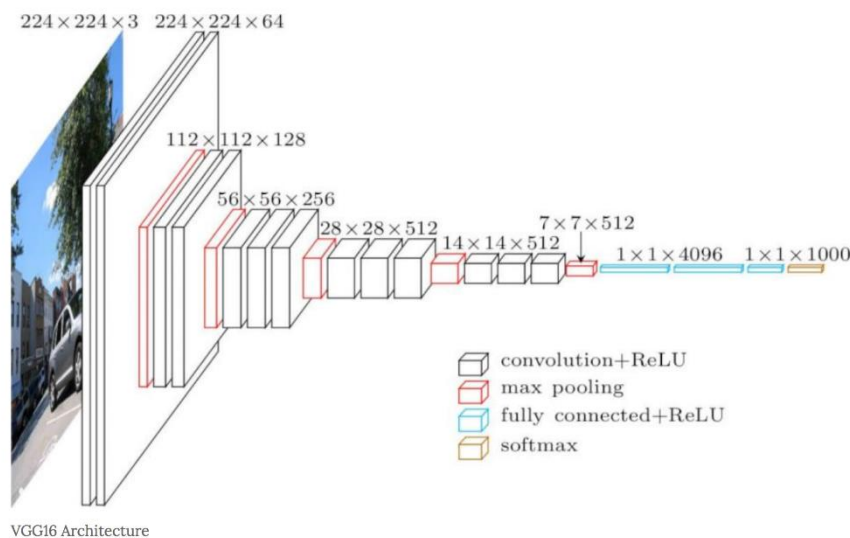 224×224×3
224×224×64
112×112×128
56×56×256
28×28×512
14×14×512
7×7×512
1×1×4096
1×1×1000
convolution+ReLU
max pooling
fully connected+ReLU
softmax
VGG16 Architecture